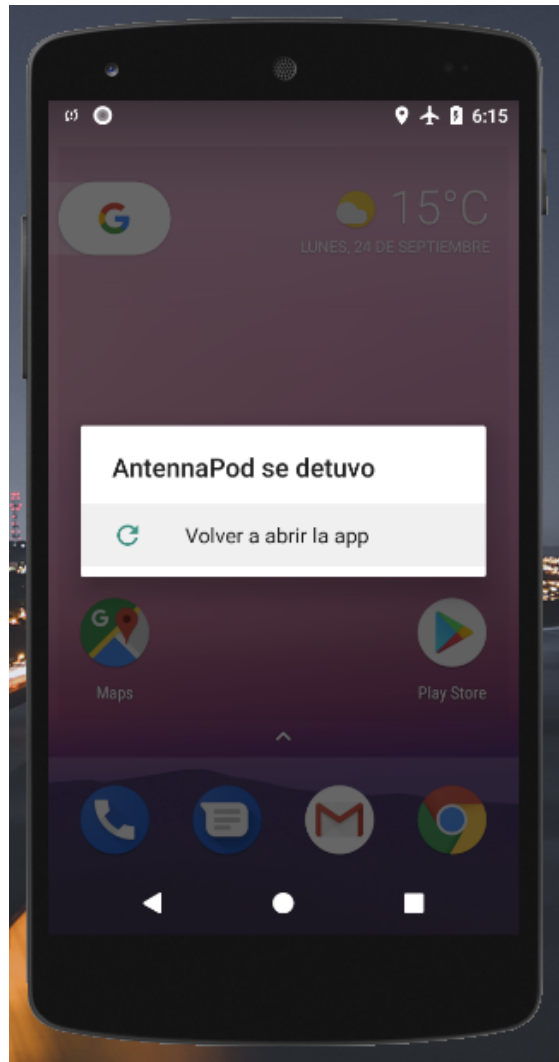 6:15
G
15°C
LUNES, 24 DE SEPTIEMBRE
AntennaPod se detuvo
Volver a abrir la app
G
Maps
Play Store